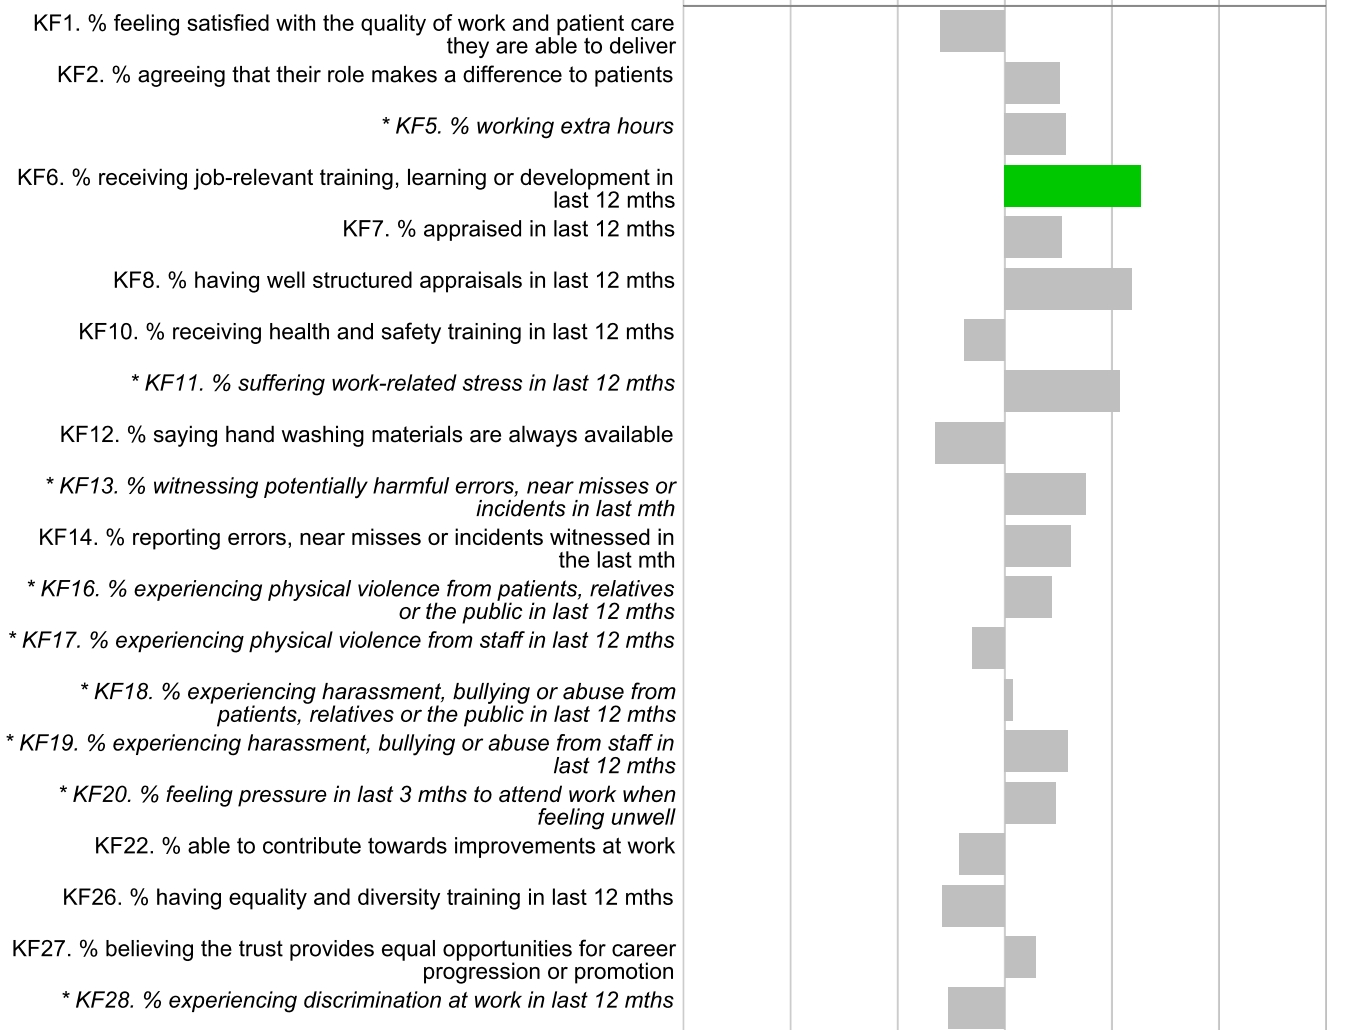 KF1. % feeling satisfied with the quality of work and patient care
they are able to deliver
KF2. % agreeing that their role makes a difference to patients
* KF5. % working extra hours
KF6. % receiving job-relevant training, learning or development in
last 12 mths
KF7. % appraised in last 12 mths
KF8. % having well structured appraisals in last 12 mths
KF10. % receiving health and safety training in last 12 mths
* KF11. % suffering work-related stress in last 12 mths
KF12. % saying hand washing materials are always available
* KF13. % witnessing potentially harmful errors, near misses or
incidents in last mth
KF14. % reporting errors, near misses or incidents witnessed in
the last mth
* KF16. % experiencing physical violence from patients, relatives
or the public in last 12 mths
* KF17. % experiencing physical violence from staff in last 12 mths
* KF18. % experiencing harassment, bullying or abuse from
patients, relatives or the public in last 12 mths
* KF19. % experiencing harassment, bullying or abuse from staff in
last 12 mths
* KF20. % feeling pressure in last 3 mths to attend work when
feeling unwell
KF22. % able to contribute towards improvements at work
KF26. % having equality and diversity training in last 12 mths
KF27. % believing the trust provides equal opportunities for career
progression or promotion
* KF28. % experiencing discrimination at work in last 12 mths